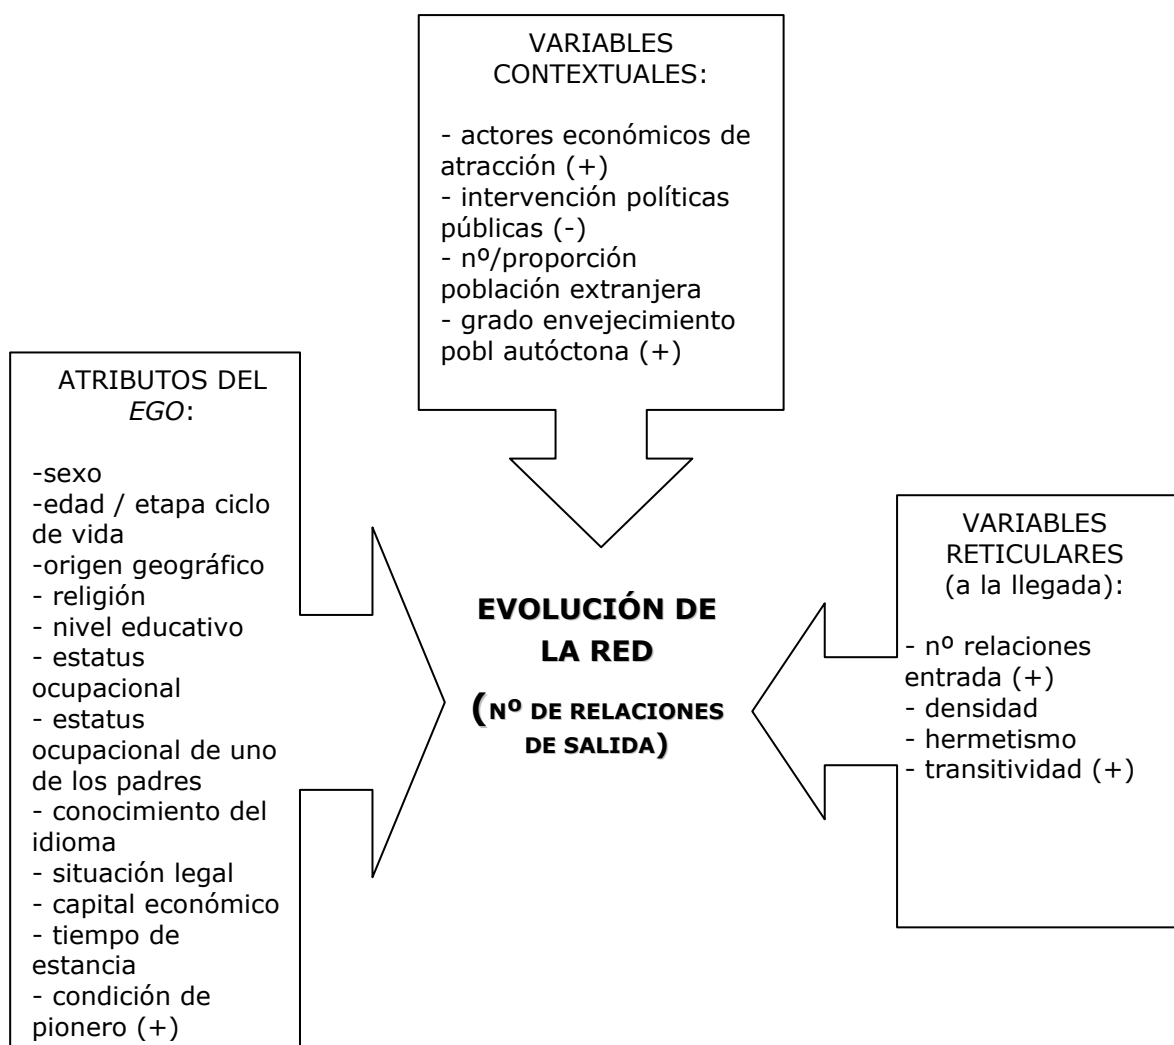 VARIABLES
CONTEXTUALES:
- actores económicos de
atracción (+)
- intervención políticas
públicas (-)
- nº/proporción
población extranjera
- grado envejecimiento
pobl autóctona (+)
ATRIBUTOS DEL
EGO:
-sexo
-edad / etapa ciclo
de vida
-origen geográfico
- religión
- nivel educativo
- estatus
ocupacional
- estatus
ocupacional de uno
de los padres
- conocimiento del
idioma
- situación legal
- capital económico
- tiempo de
estancia
- condición de
pionero (+)
EVOLUCIÓN DE
LA RED
(Nº DE RELACIONES
DE SALIDA)
VARIABLES
RETICULARES
(a la llegada):
- nº relaciones
entrada (+)
- densidad
- hermetismo
- transitividad (+)